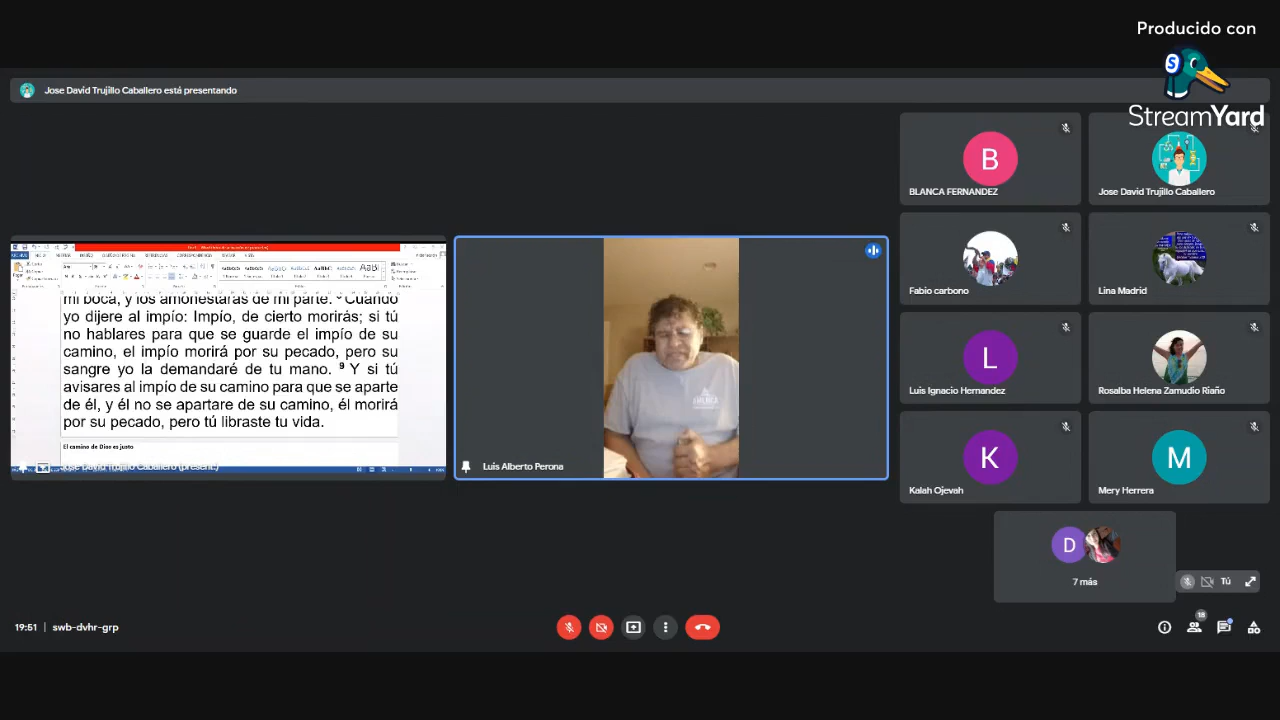 Producido con
StreamYard
Jose David Trujillo Caballero está presentando
mi boca, y los amonestarás de mi parte. 8 Cuando
yo dijere al impío: Impío, de cierto morirás; si tú
no hablares para que se guarde el impío de su
camino, el impío morirá por su pecado, pero su
sangre yo la demandaré de tu mano. 9 Y si tú
avisares al impío de su camino para que se aparte
de él, y él no se apartare de su camino, él morirá
por su pecado, pero tú libraste tu vida.
El camino de Dios es justo
Jose David Trujillo Caballero (present.)
Luis Alberto Perona
B
BLANCA FERNANDEZ
Jose David Trujillo Caballero
Fabio carbono
Lina Madrid
L
Luis Ignacio Hernandez
Rosalba Helena Zamudio Riaño
K
Kalah Ojevah
M
Mery Herrera
D
7 más
Tú
19:51 | swb-dvhr-grp
18